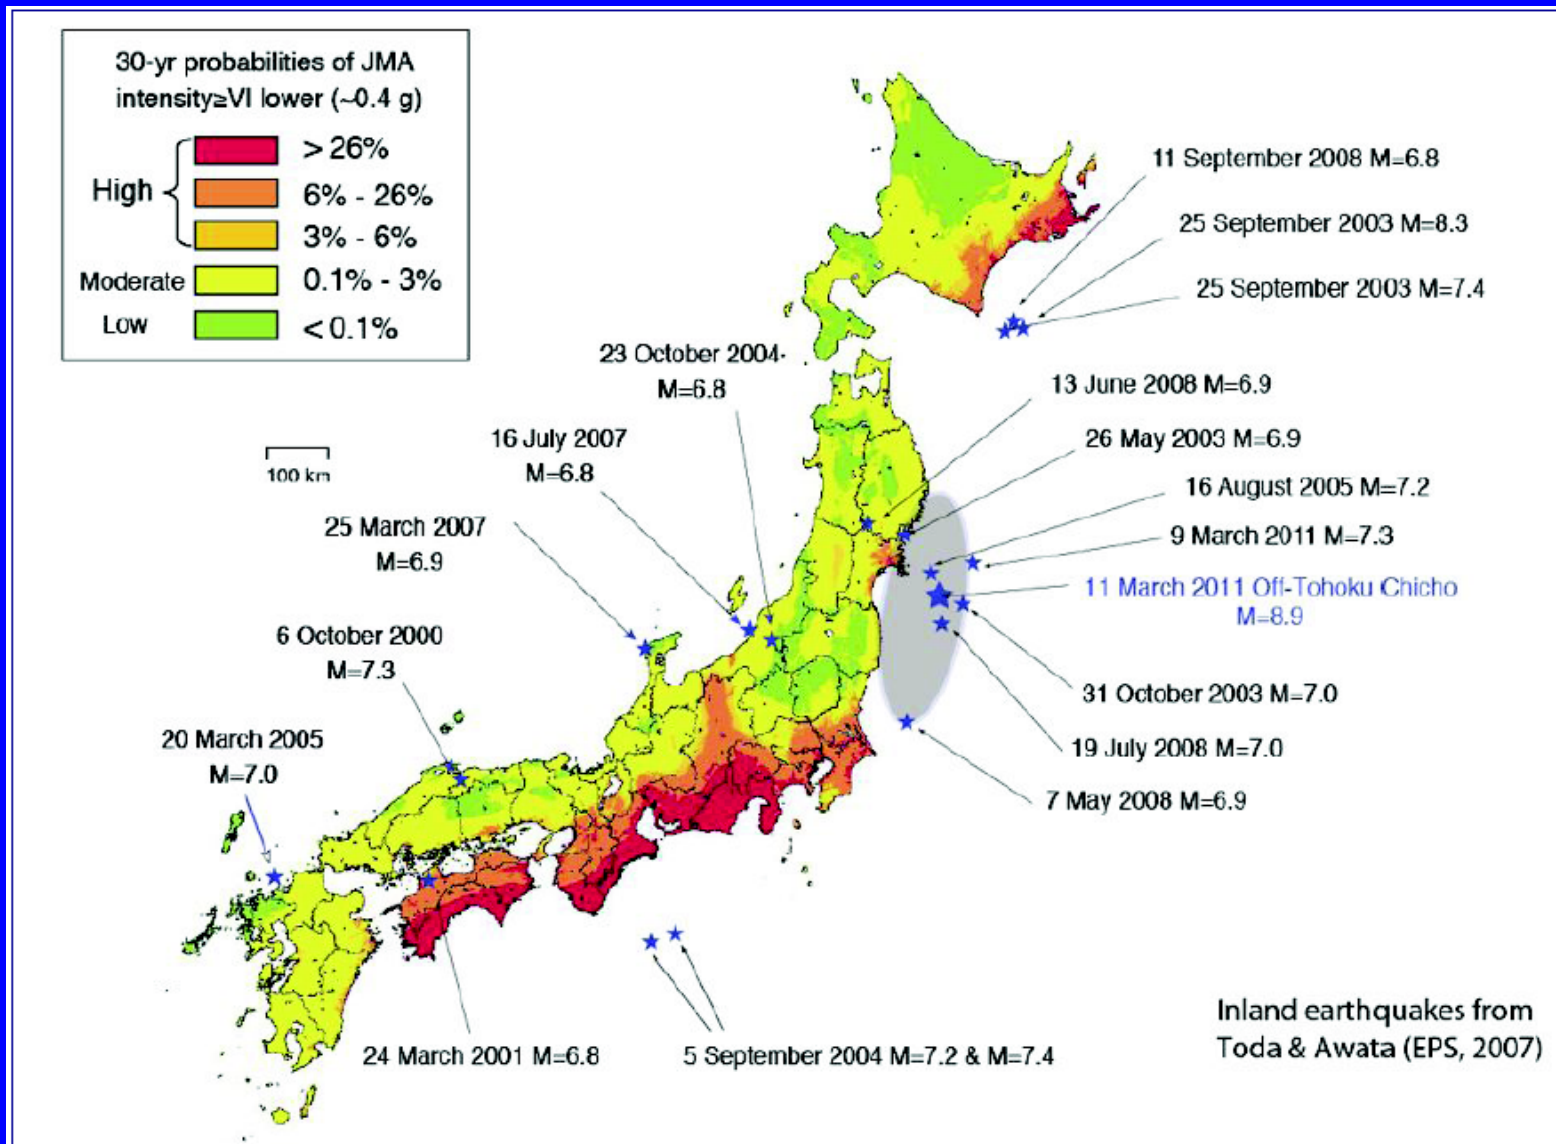 30-yr probabilities of JMA
intensity≥VI lower (~0.4 g)
High
> 26%
6% - 26%
3% - 6%
Moderate
0.1% - 3%
Low
< 0.1%
100 km
11 September 2008 M=6.8
25 September 2003 M=8.3
25 September 2003 M=7.4
23 October 2004
M=6.8
13 June 2008 M=6.9
16 July 2007
M=6.8
26 May 2003 M=6.9
16 August 2005 M=7.2
25 March 2007
M=6.9
9 March 2011 M=7.3
11 March 2011 Off-Tohoku Chicho
M=8.9
6 October 2000
M=7.3
31 October 2003 M=7.0
20 March 2005
M=7.0
19 July 2008 M=7.0
7 May 2008 M=6.9
24 March 2001 M=6.8
5 September 2004 M=7.2 & M=7.4
Inland earthquakes from
Toda & Awata (EPS, 2007)